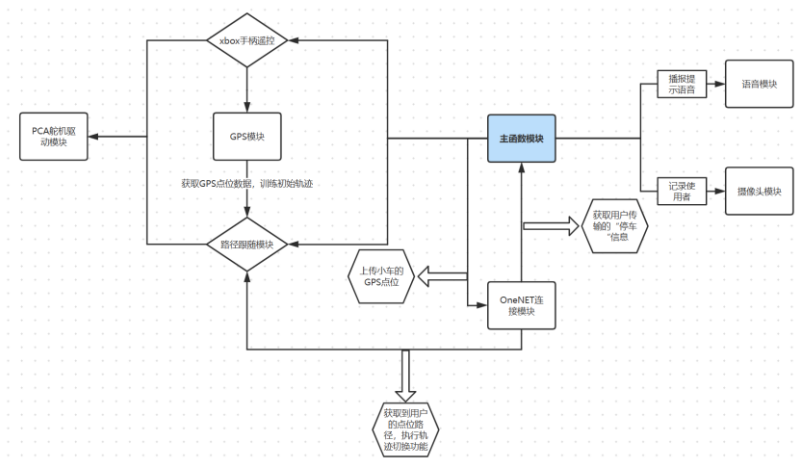 xbox手柄遥控
播报提
示语音
语音模块
PCA舵机驱
动模块
GPS模块
主函数模块
获取GPS点位数据，训练初始轨迹
记录使
用者
摄像头模块
路径跟随模块
获取用户传
输的“停车”
信息
上传小车的
GPS点位
OneNET连
接模块
获取到用户
的点位路
径，执行轨
迹切换功能